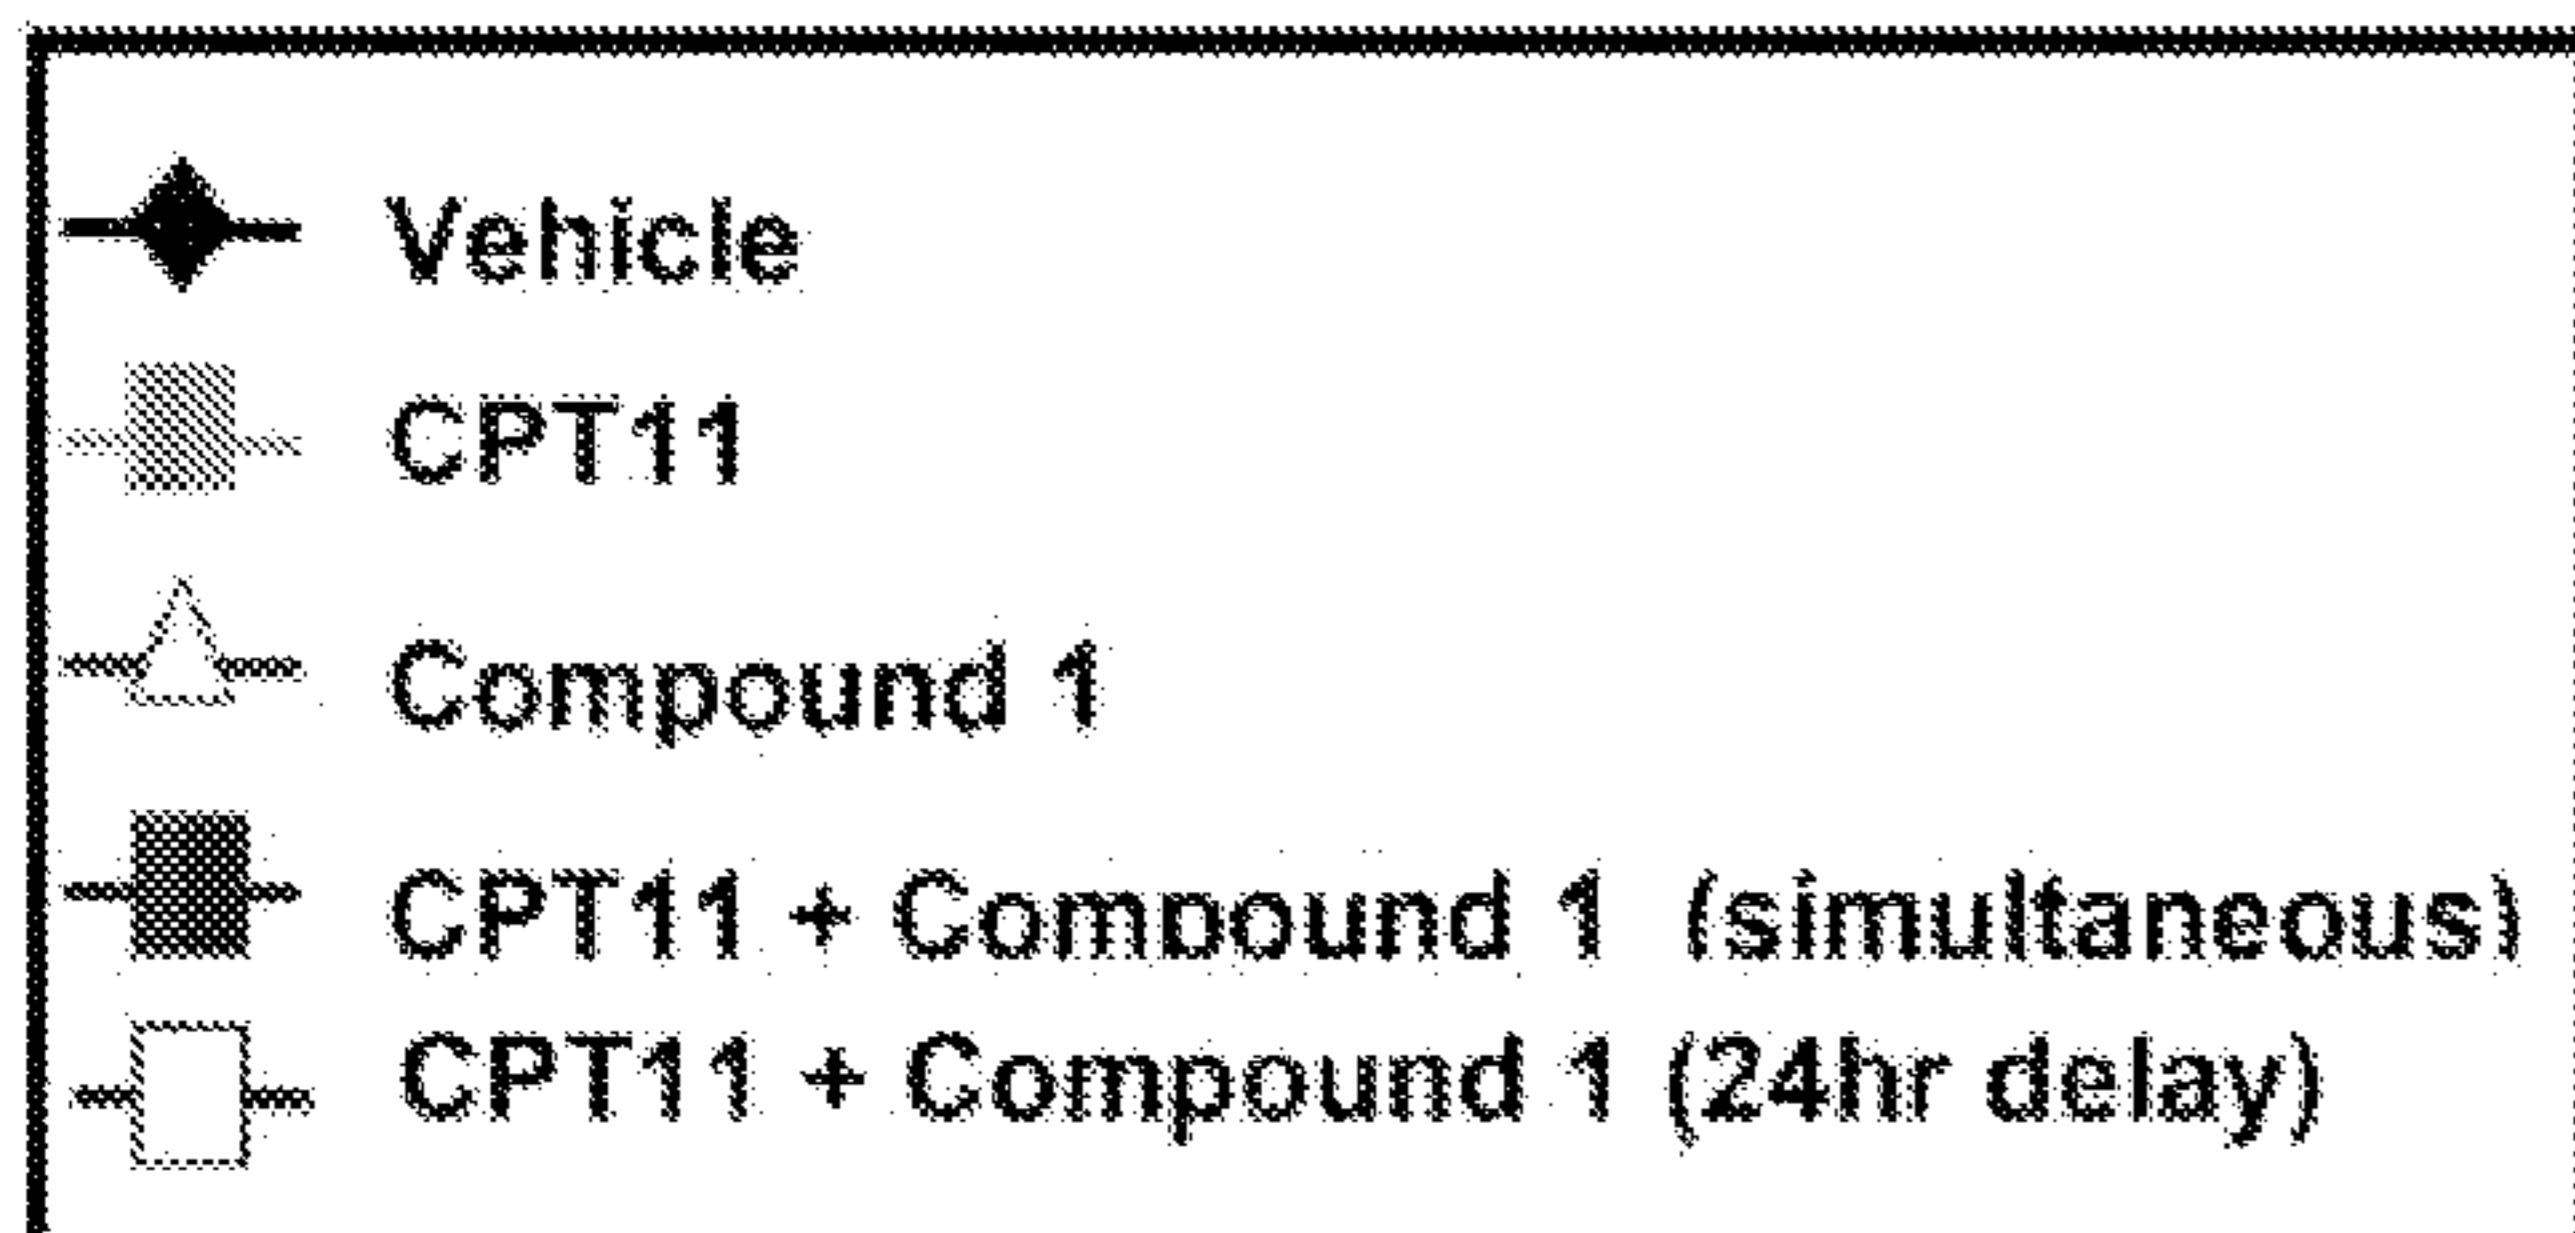 Vehicle
CPT11
Compound 1
CPT11 + Compound 1 (simultaneous)
CPT11 + Compound 1 (24hr delay)